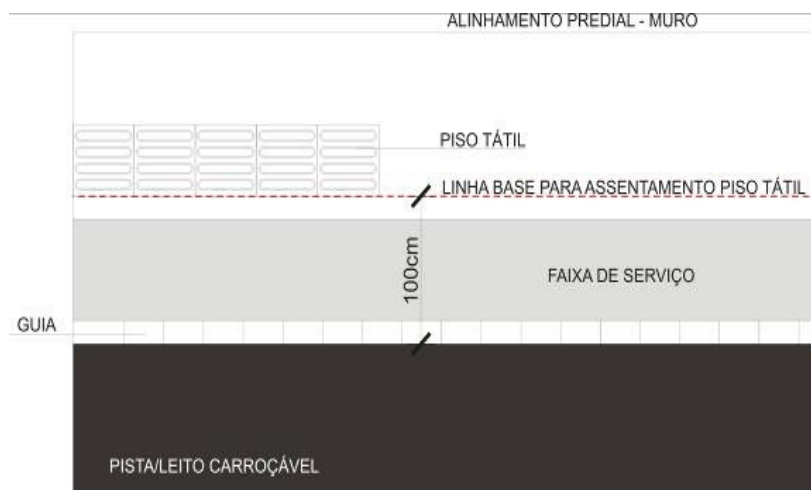 ALINHAMENTO PREDIAL - MURO
PISO TÁTIL
LINHA BASE PARA ASSENTAMENTO PISO TÁTIL
100cm
FAIXA DE SERVIÇO
GUIA
PISTA/LEITO CARROÇÁVEL